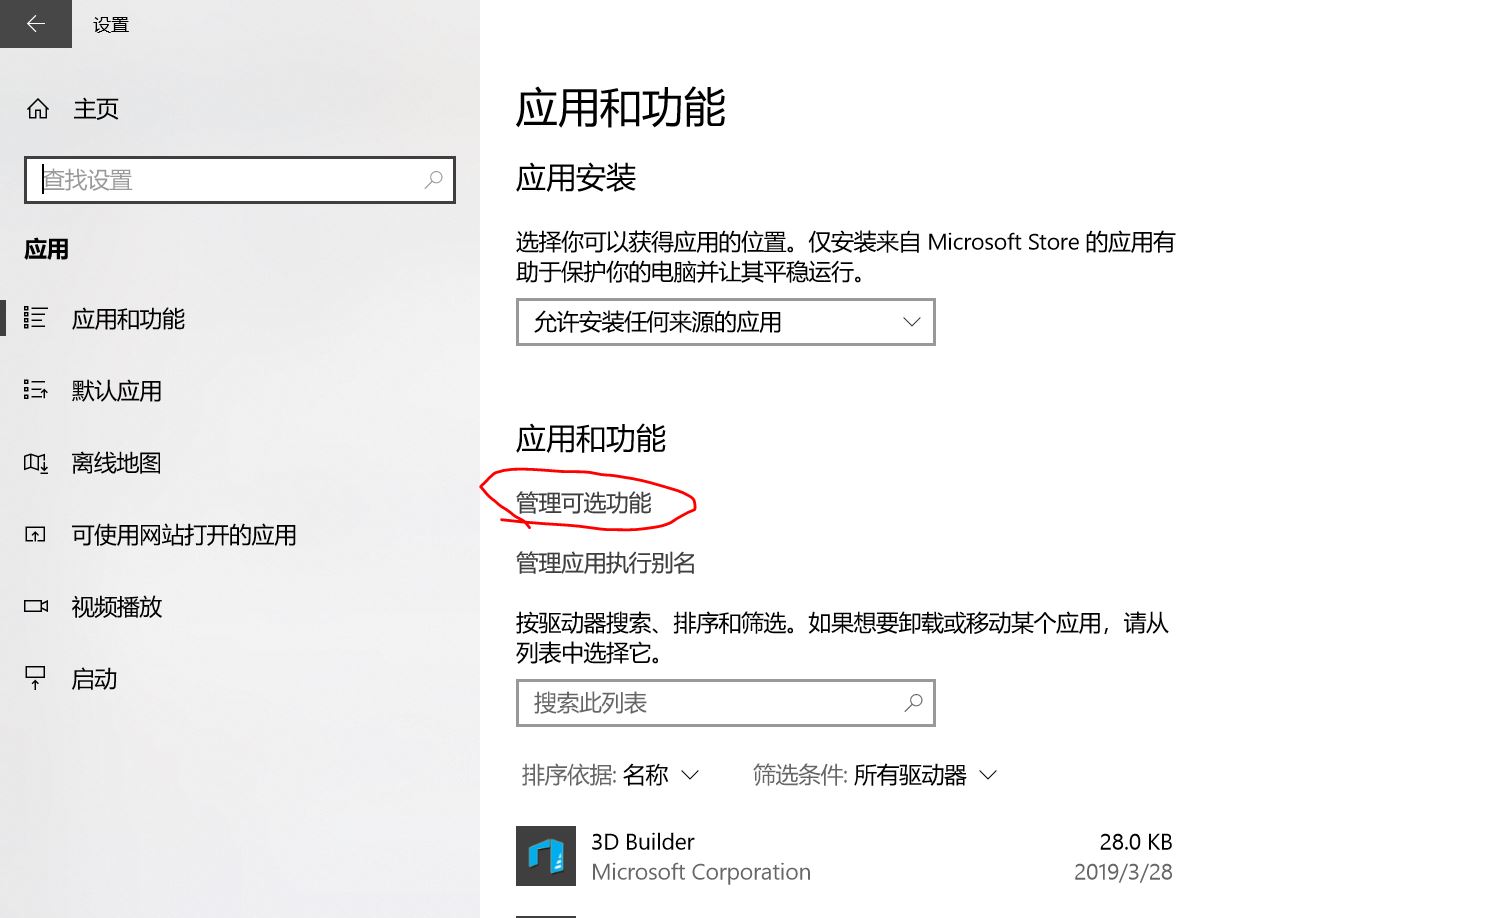 设置
主页
查找设置
应用
应用和功能
默认应用
离线地图
可使用网站打开的应用
视频播放
启动
应用和功能
应用安装
选择你可以获得应用的位置。仅安装来自 Microsoft Store 的应用有
助于保护你的电脑并让其平稳运行。
允许安装任何来源的应用
应用和功能
管理可选功能
管理应用执行别名
按驱动器搜索、排序和筛选。如果想要卸载或移动某个应用，请从
列表中选择它。
搜索此列表
排序依据: 名称 筛选条件: 所有驱动器
3D Builder 28.0 KB
Microsoft Corporation 2019/3/28